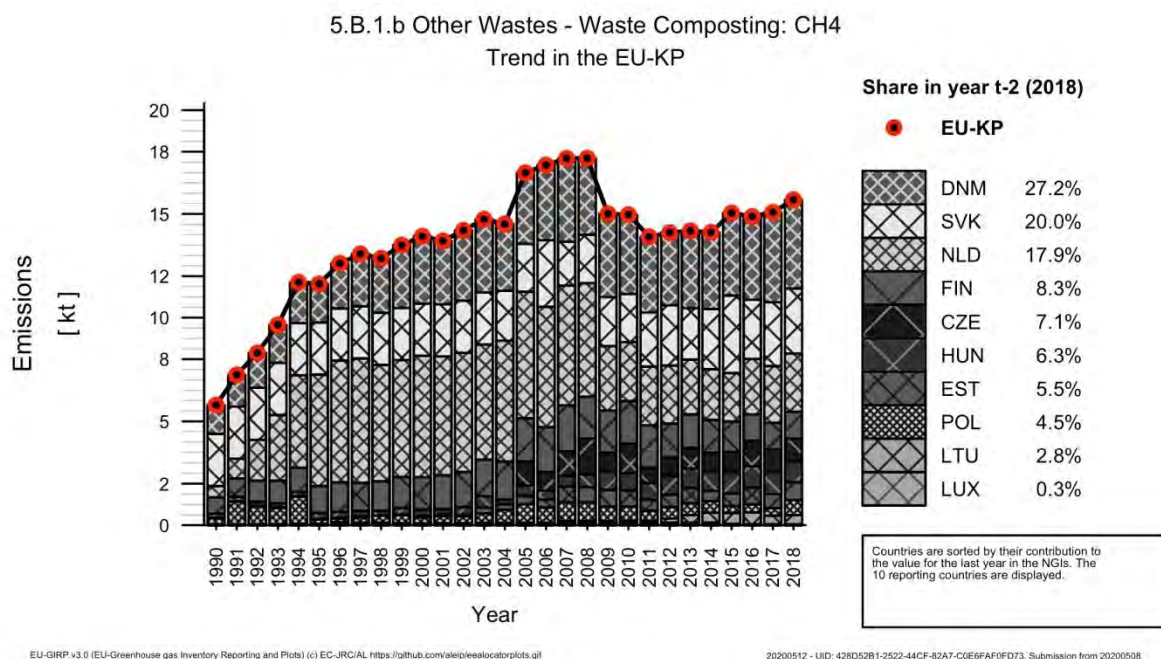 5.B.1.b Other Wastes - Waste Composting: CH4
Trend in the EU-KP
Emissions
[ kt ]
20
18
15
12
10
8
5
2
0
1990
1991
1992
1993
1994
1995
1996
1997
1998
1999
2000
2001
2002
2003
2004
2005
2006
2007
2008
2009
2010
2011
2012
2013
2014
2015
2016
2017
2018
Year
Share in year t-2 (2018)
EU-KP
DNM 27.2%
SVK 20.0%
NLD 17.9%
FIN 8.3%
CZE 7.1%
HUN 6.3%
EST 5.5%
POL 4.5%
LTU 2.8%
LUX 0.3%
Countries are sorted by their contribution to
the value for the last year in the NGIs. The
10 reporting countries are displayed.
EU-GIRP.v3.0 (EU-Greenhouse gas Inventory Reporting and Plots) (c) EC-JRC/AL https://github.com/aleip/eealocatorplots.git
20200512 - UID: 428D52B1-2522-44CF-82A7-C0E6FAF0FD73. Submission from 20200508